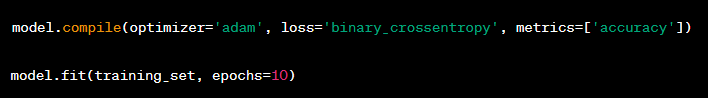 model.compile(optimizer='adam', loss='binary_crossentropy', metrics=['accuracy'])
model.fit(training_set, epochs=10)